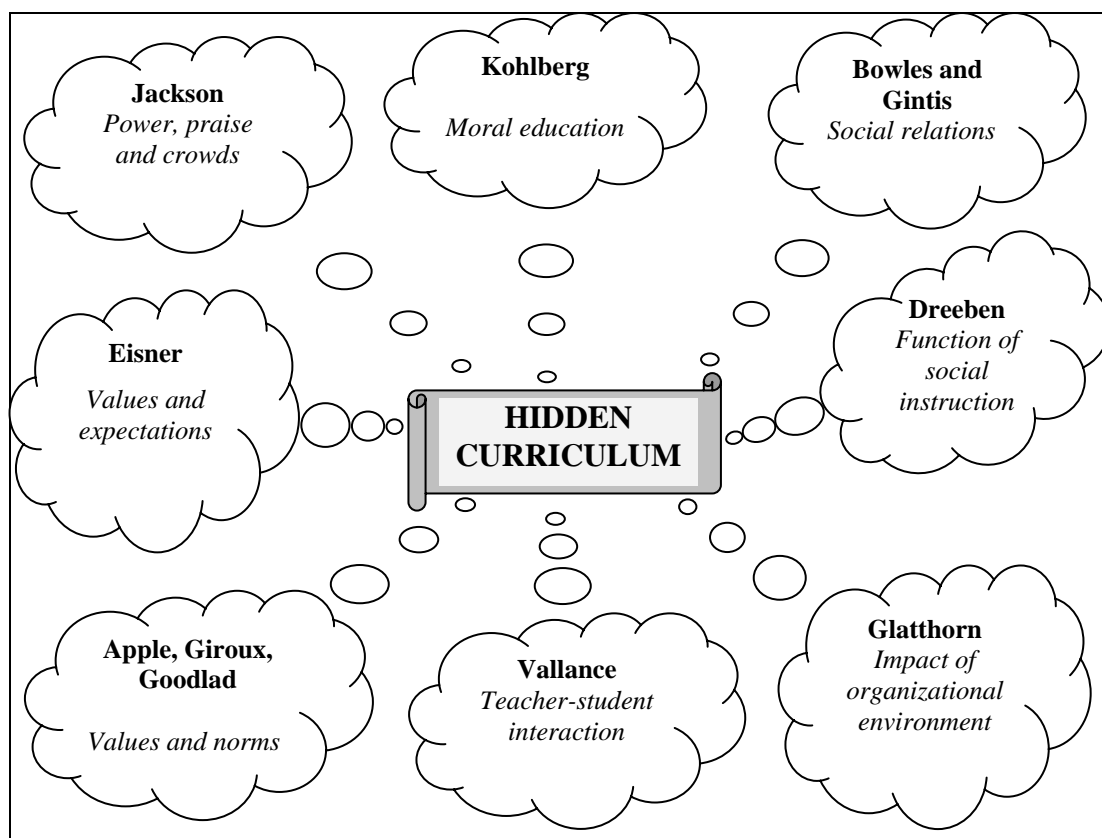 Jackson
Power, praise
and crowds
Kohlberg
Moral education
Bowles and
Gintis
Social relations
Eisner
Values and
expectations
HIDDEN
CURRICULUM
Dreeben
Function of
social
instruction
Apple, Giroux,
Goodlad
Values and norms
Vallance
Teacher-student
interaction
Glatthorn
Impact of
organizational
environment